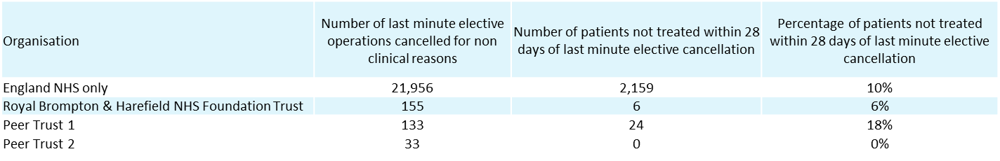 Organisation
Number of last minute elective
operations cancelled for non
clinical reasons
Number of patients not treated within 28
days of last minute elective cancellation
Percentage of patients not treated
within 28 days of last minute elective
cancellation
England NHS only 21,956 2,159 10%
Royal Brompton & Harefield NHS Foundation Trust 155 6 6%
Peer Trust 1 133 24 18%
Peer Trust 2 33 0 0%